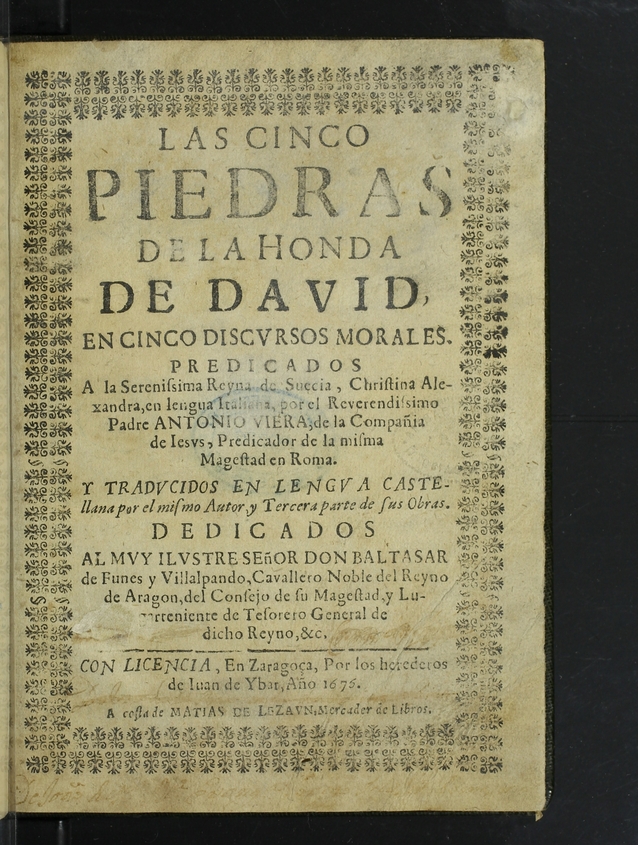 LAS CINCO
PIEDRAS
DE LA HONDA
DE DAVID,
EN CINCO DISCVRSOS MORALES.
PREDICADOS
A la Serenissima Reyna de Suecia, Christina Ale-
xandra, en lengua Italiana, por el Reverendissimo
Padre ANTONIO VIERA, de la Compañia
de Iesvs, Predicador de la misma
Magestad en Roma.
Y TRADVCIDOS EN LENGVA CASTE-
llana por el mismo Autor, y Tercera parte de sus Obras.
DEDICADOS
AL MVY ILVSTRE SEñOR DON BALTASAR
de Funes y Villalpando, Cavallero Noble del Reyno
de Aragon, del Consejo de su Magestad, y Lu-
garteniente de Tesorero General de
dicho Reyno, &c,
CON LICENCIA, En Zaragoça, Por los herederos
de Iuan de Ybar, Año 1676.
A costa de MATIAS DE LEZAVN, Mercader de Libros.